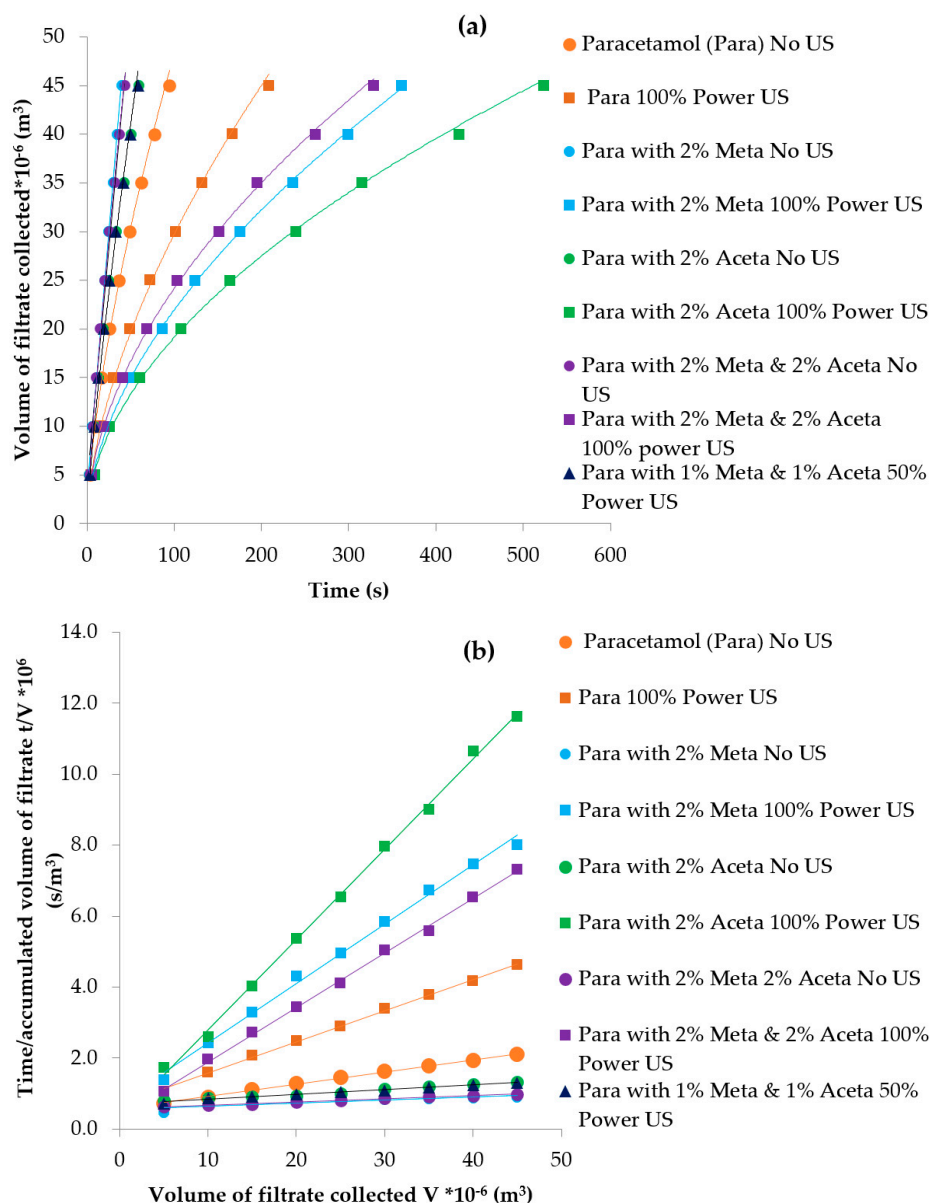 (a)
Volume of filtrate collected*10⁻⁶ (m³)
50
45
40
35
30
25
20
15
10
5
0
0 100 200 300 400 500 600
Time (s)
Paracetamol (Para) No US
Para 100% Power US
Para with 2% Meta No US
Para with 2% Meta 100% Power US
Para with 2% Aceta No US
Para with 2% Aceta 100% Power US
Para with 2% Meta & 2% Aceta No
US
Para with 2% Meta & 2% Aceta
100% power US
Para with 1% Meta & 1% Aceta 50%
Power US
(b)
Time/accumulated volume of filtrate t/V *10⁶
(s/m³)
14.0
12.0
10.0
8.0
6.0
4.0
2.0
0.0
0 10 20 30 40 50
Volume of filtrate collected V *10⁻⁶ (m³)
Paracetamol (Para) No US
Para 100% Power US
Para with 2% Meta No US
Para with 2% Meta 100% Power US
Para with 2% Aceta No US
Para with 2% Aceta 100% Power US
Para with 2% Meta 2% Aceta No US
Para with 2% Meta & 2% Aceta 100%
Power US
Para with 1% Meta & 1% Aceta 50%
Power US